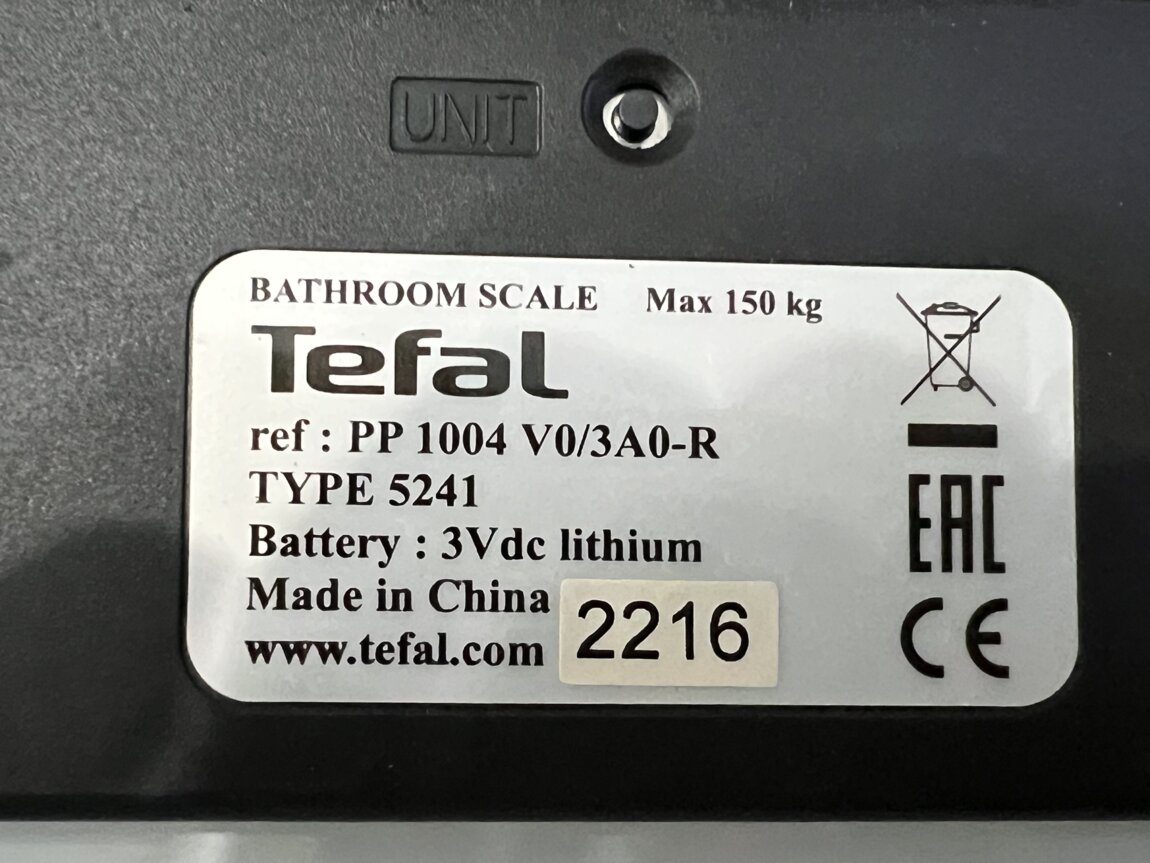 UNIT
BATHROOM SCALE Max 150 kg
Tefal
ref : PP 1004 V0/3A0-R
TYPE 5241
Battery : 3Vdc lithium
Made in China
www.tefal.com
2216
EAC
CE